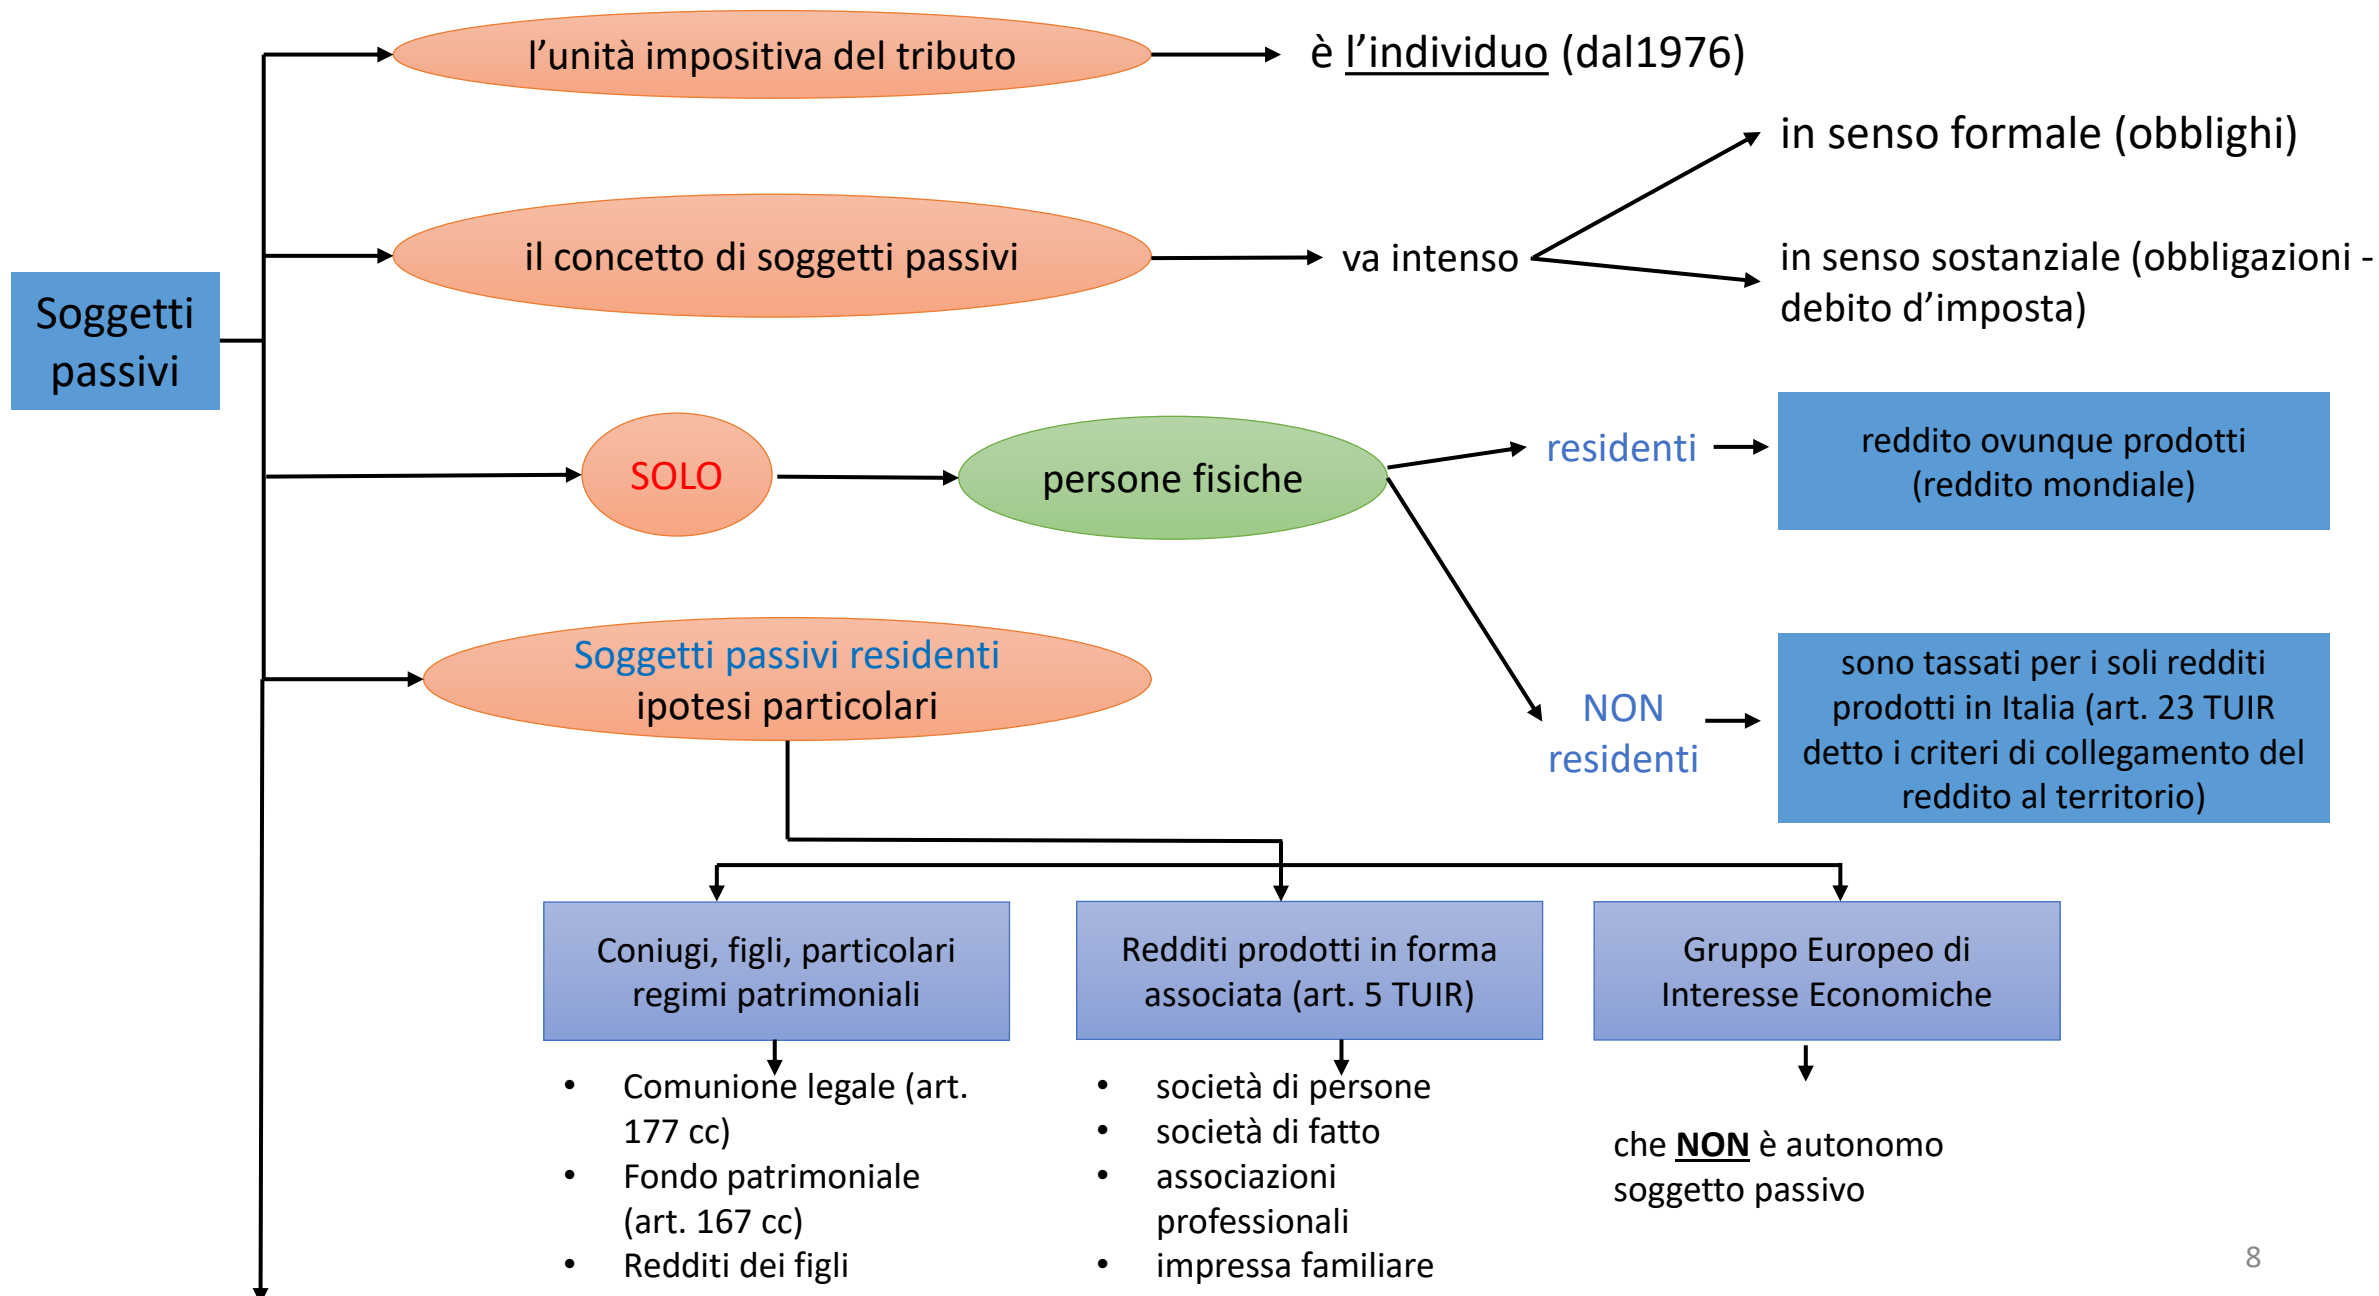 l'unità impositiva del tributo
è l'individuo (dal1976)
in senso formale (obblighi)
il concetto di soggetti passivi
va intenso
in senso sostanziale (obbligazioni -
debito d'imposta)
Soggetti
passivi
SOLO
persone fisiche
residenti
reddito ovunque prodotti
(reddito mondiale)
Soggetti passivi residenti
ipotesi particolari
NON
residenti
sono tassati per i soli redditi
prodotti in Italia (art. 23 TUIR
detto i criteri di collegamento del
reddito al territorio)
Coniugi, figli, particolari
regimi patrimoniali
Redditi prodotti in forma
associata (art. 5 TUIR)
Gruppo Europeo di
Interesse Economiche
• Comunione legale (art.
177 cc)
• Fondo patrimoniale
(art. 167 cc)
• Redditi dei figli
• società di persone
• società di fatto
• associazioni
professionali
• impressa familiare
che NON è autonomo
soggetto passivo
8